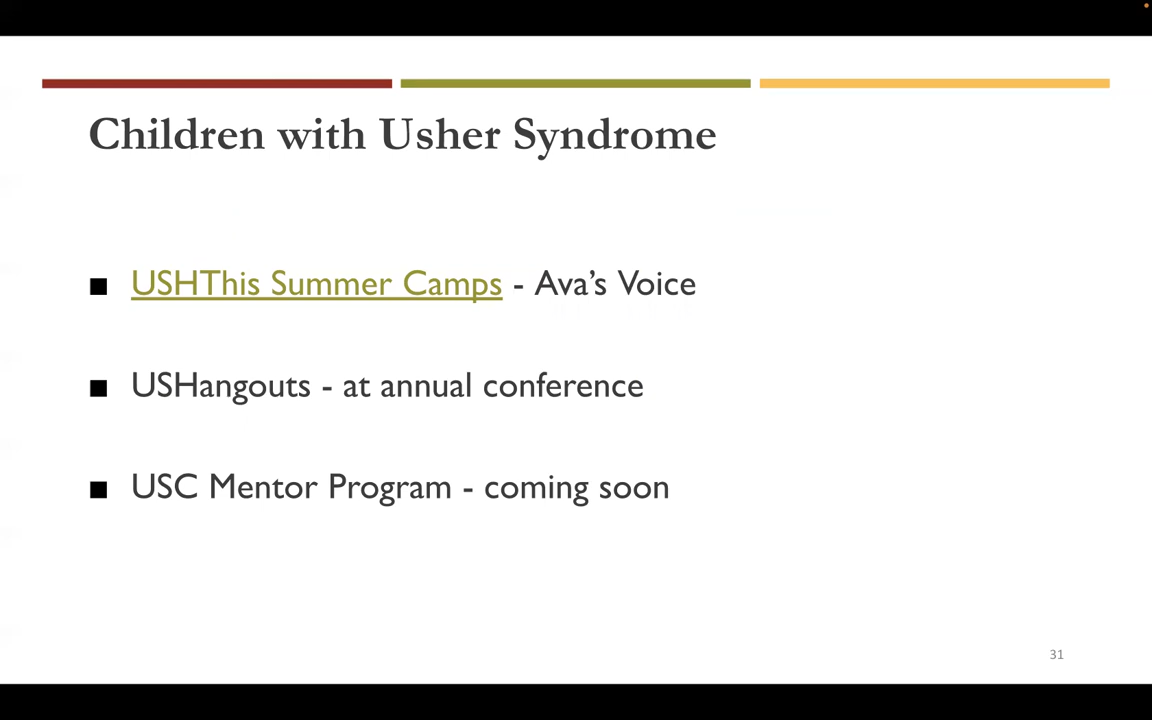 Children with Usher Syndrome
■ USHThis Summer Camps - Ava’s Voice
■ USHangouts - at annual conference
■ USC Mentor Program - coming soon
31